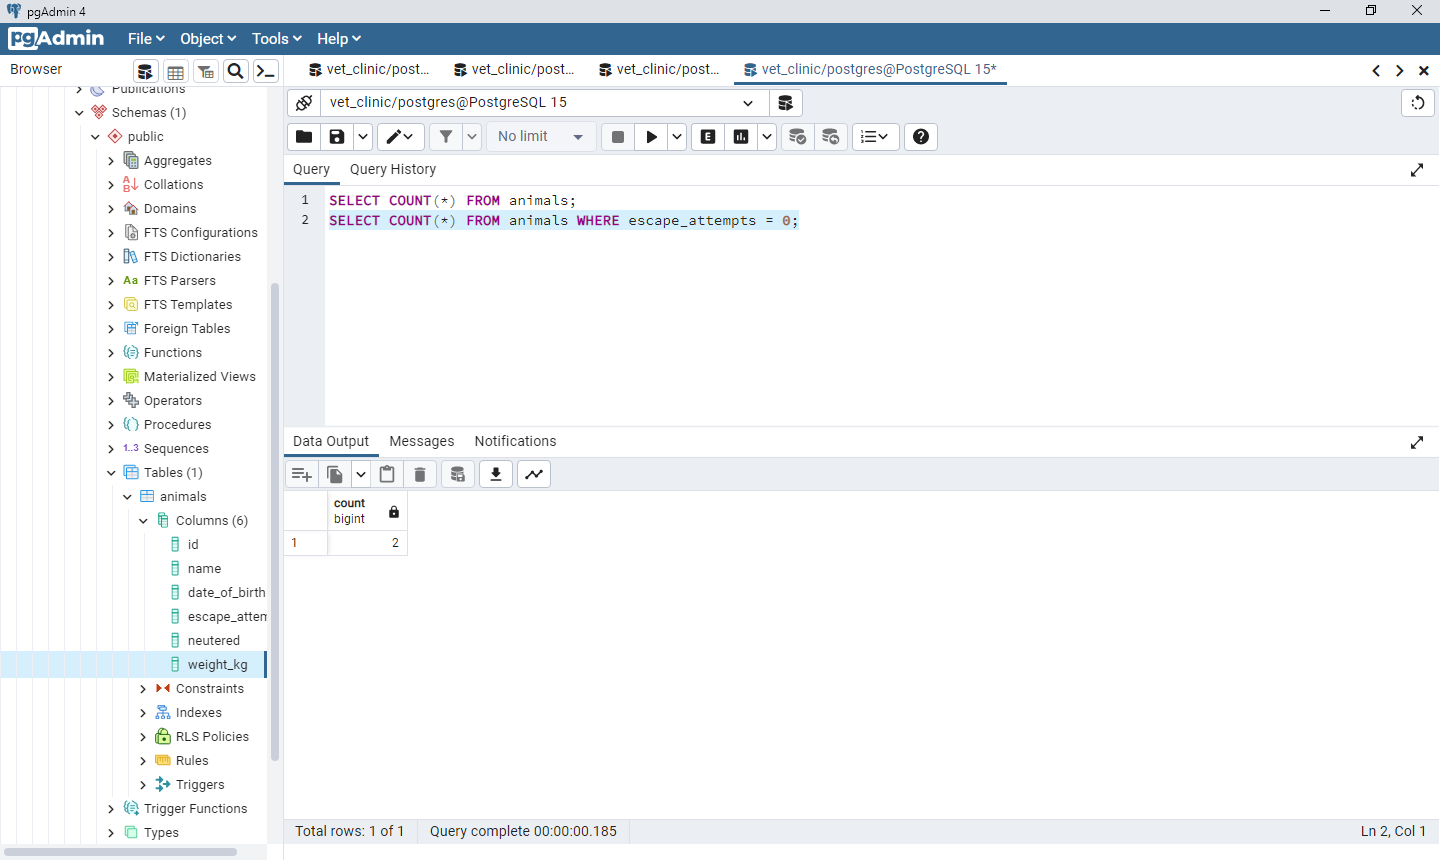 pgAdmin 4
pgAdmin File Object Tools Help
Browser
vet_clinic/post... vet_clinic/post... vet_clinic/post... vet_clinic/postgres@PostgreSQL 15*
vet_clinic/postgres@PostgreSQL 15
No limit
E
Query Query History
1 SELECT COUNT(*) FROM animals;
2 SELECT COUNT(*) FROM animals WHERE escape_attempts = 0;
Publications
Schemas (1)
public
Aggregates
Collations
Domains
FTS Configurations
FTS Dictionaries
Aa FTS Parsers
FTS Templates
Foreign Tables
Functions
Materialized Views
Operators
Procedures
1..3 Sequences
Tables (1)
animals
Columns (6)
id
name
date_of_birth
escape_attem
neutered
weight_kg
Constraints
Indexes
RLS Policies
Rules
Triggers
Trigger Functions
Types
Data Output Messages Notifications
count
bigint
1 2
Total rows: 1 of 1 Query complete 00:00:00.185 Ln 2, Col 1